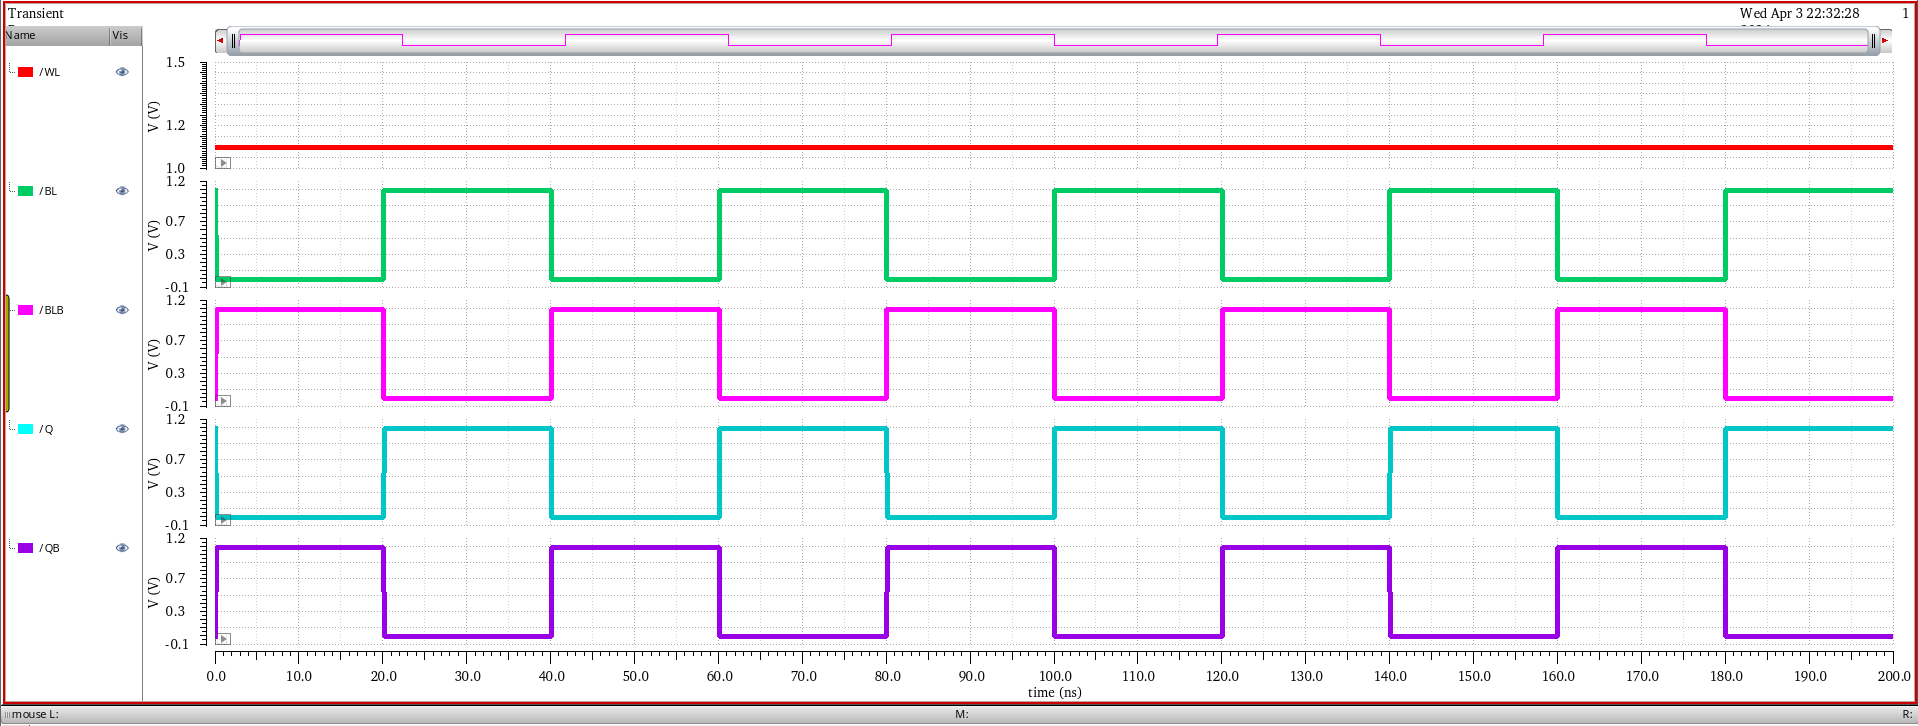 Transient
Wed Apr 3 22:32:28
1
Name Vis
/WL
1.5
1.2
1.0
V (V)
/BL
1.2
0.7
0.3
-0.1
V (V)
/BLB
1.2
0.7
0.3
-0.1
V (V)
/Q
1.2
0.7
0.3
-0.1
V (V)
/QB
1.2
0.7
0.3
-0.1
V (V)
0.0 10.0 20.0 30.0 40.0 50.0 60.0 70.0 80.0 90.0 100.0 110.0 120.0 130.0 140.0 150.0 160.0 170.0 180.0 190.0 200.0
time (ns)
mouse L: M: R: